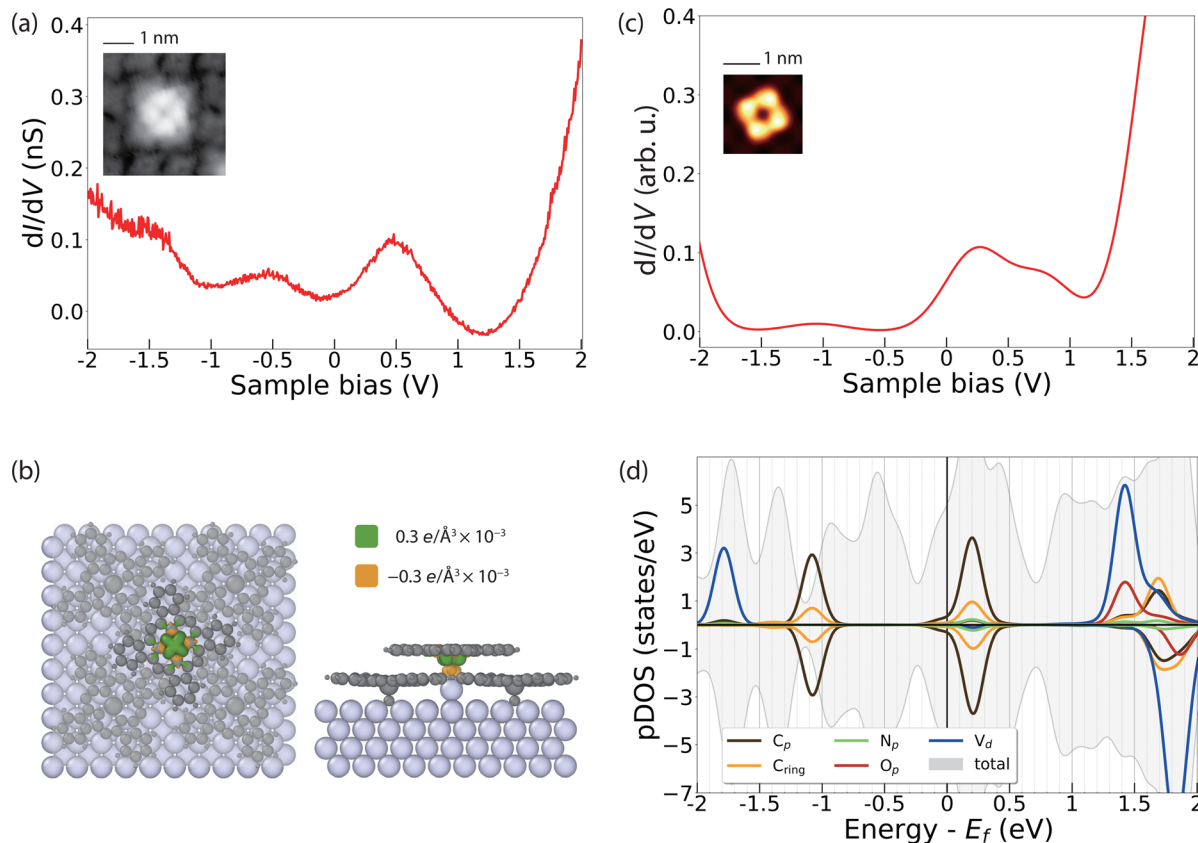 (a)
0.4
0.3
0.2
0.1
0.0
dI/dV (nS)
1 nm
-2 -1.5 -1 -0.5 0 0.5 1 1.5 2
Sample bias (V)
(c)
0.4
0.3
0.2
0.1
0.0
dI/dV (arb. u.)
1 nm
-2 -1.5 -1 -0.5 0 0.5 1 1.5 2
Sample bias (V)
(b)
0.3 e/Å³ × 10⁻³
−0.3 e/Å³ × 10⁻³
(d)
5
3
1
-1
-3
-5
-7
pDOS (states/eV)
Cₚ Nₚ V_d
C_ring Oₚ total
-2 -1.5 -1 -0.5 0 0.5 1 1.5 2
Energy - E_f (eV)